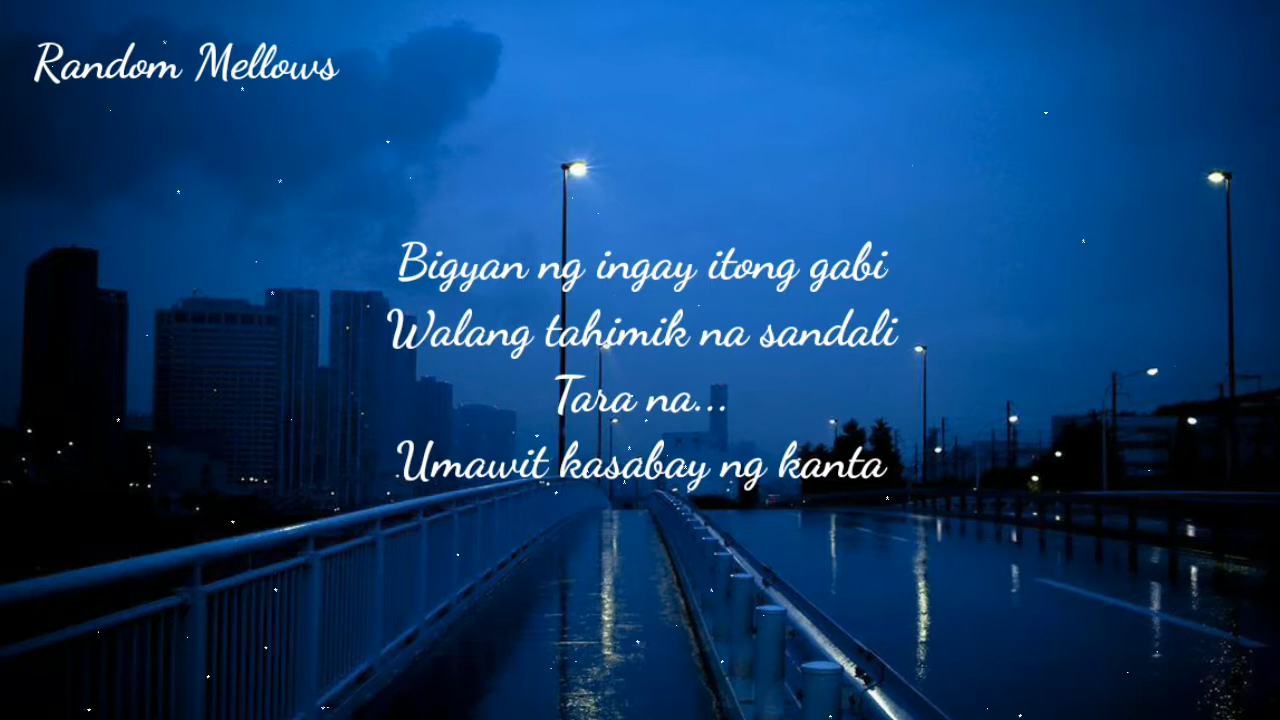 Random Mellows
Bigyan ng ingay itong gabi
Walang tahimik na sandali
Tara na...
Umawit kasabay ng kanta